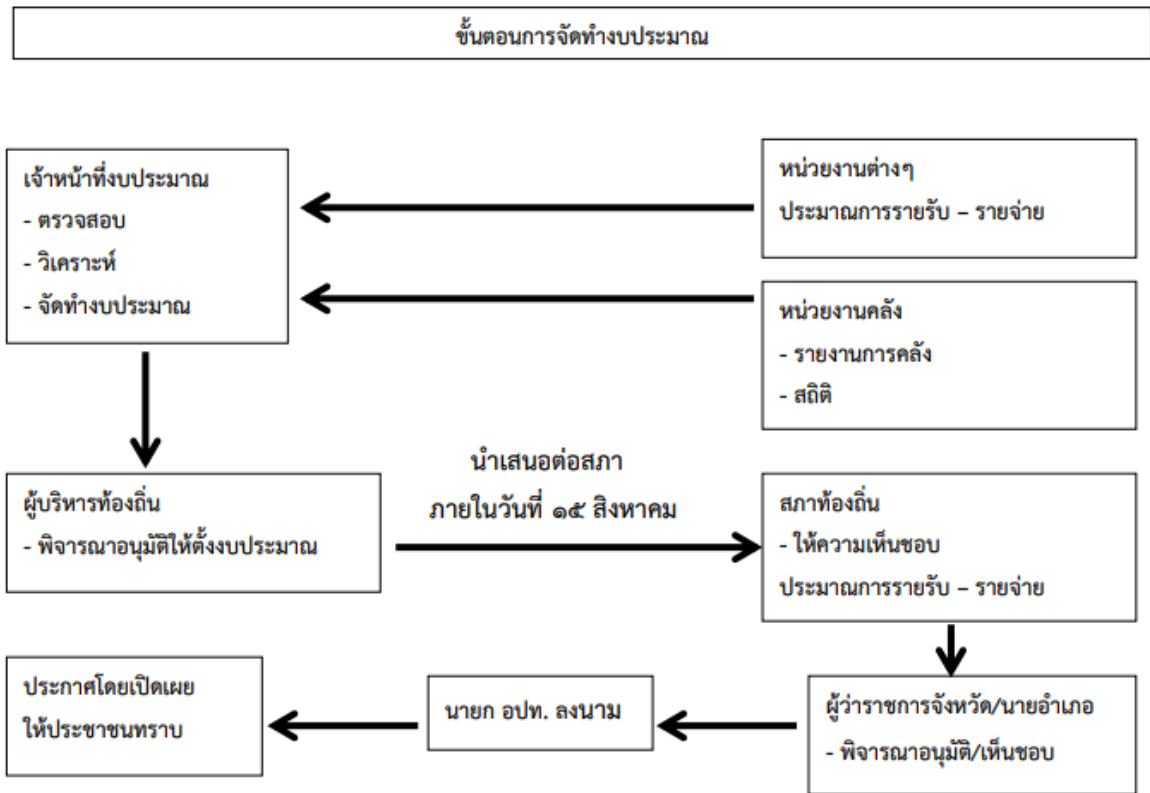 ขั้นตอนการจัดทำงบประมาณ
เจ้าหน้าที่งบประมาณ
- ตรวจสอบ
- วิเคราะห์
- จัดทำงบประมาณ
หน่วยงานต่างๆ
ประมาณการรายรับ – รายจ่าย
หน่วยงานคลัง
- รายงานการคลัง
- สถิติ
ผู้บริหารท้องถิ่น
- พิจารณาอนุมัติให้ตั้งงบประมาณ
นำเสนอต่อสภา
ภายในวันที่ ๑๕ สิงหาคม
สภาท้องถิ่น
- ให้ความเห็นชอบ
ประมาณการรายรับ – รายจ่าย
ผู้ว่าราชการจังหวัด/นายอำเภอ
- พิจารณาอนุมัติ/เห็นชอบ
นายก อปท. ลงนาม
ประกาศโดยเปิดเผย
ให้ประชาชนทราบ